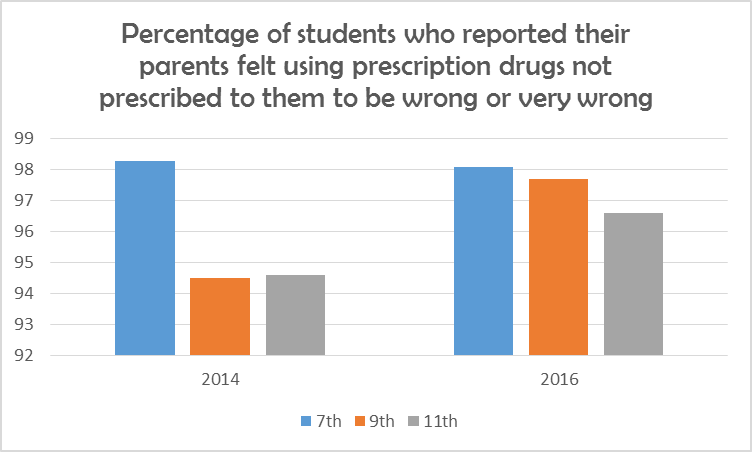 Percentage of students who reported their
parents felt using prescription drugs not
prescribed to them to be wrong or very wrong
99
98
97
96
95
94
93
92
2014 2016
7th 9th 11th